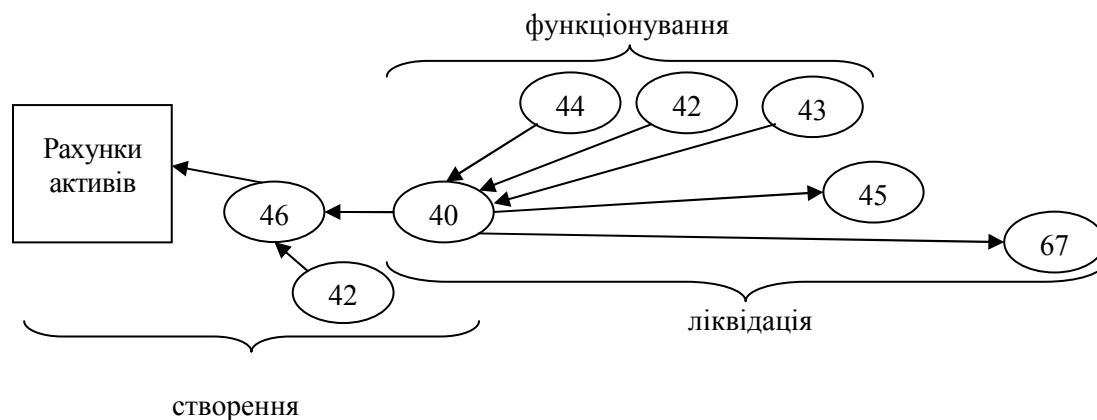 функціонування
44
42
43
Рахунки
активів
46
40
45
67
42
ліквідація
створення